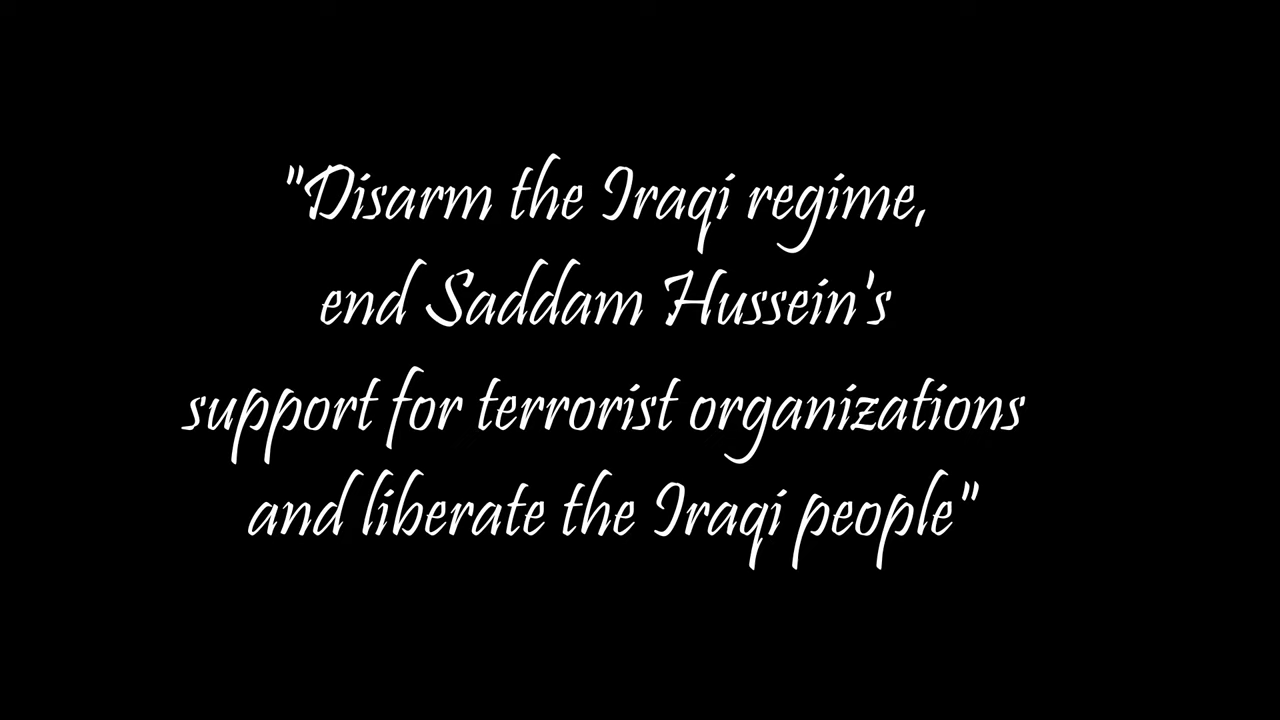 "Disarm the Iraqi regime,
end Saddam Hussein's
support for terrorist organizations
and liberate the Iraqi people"